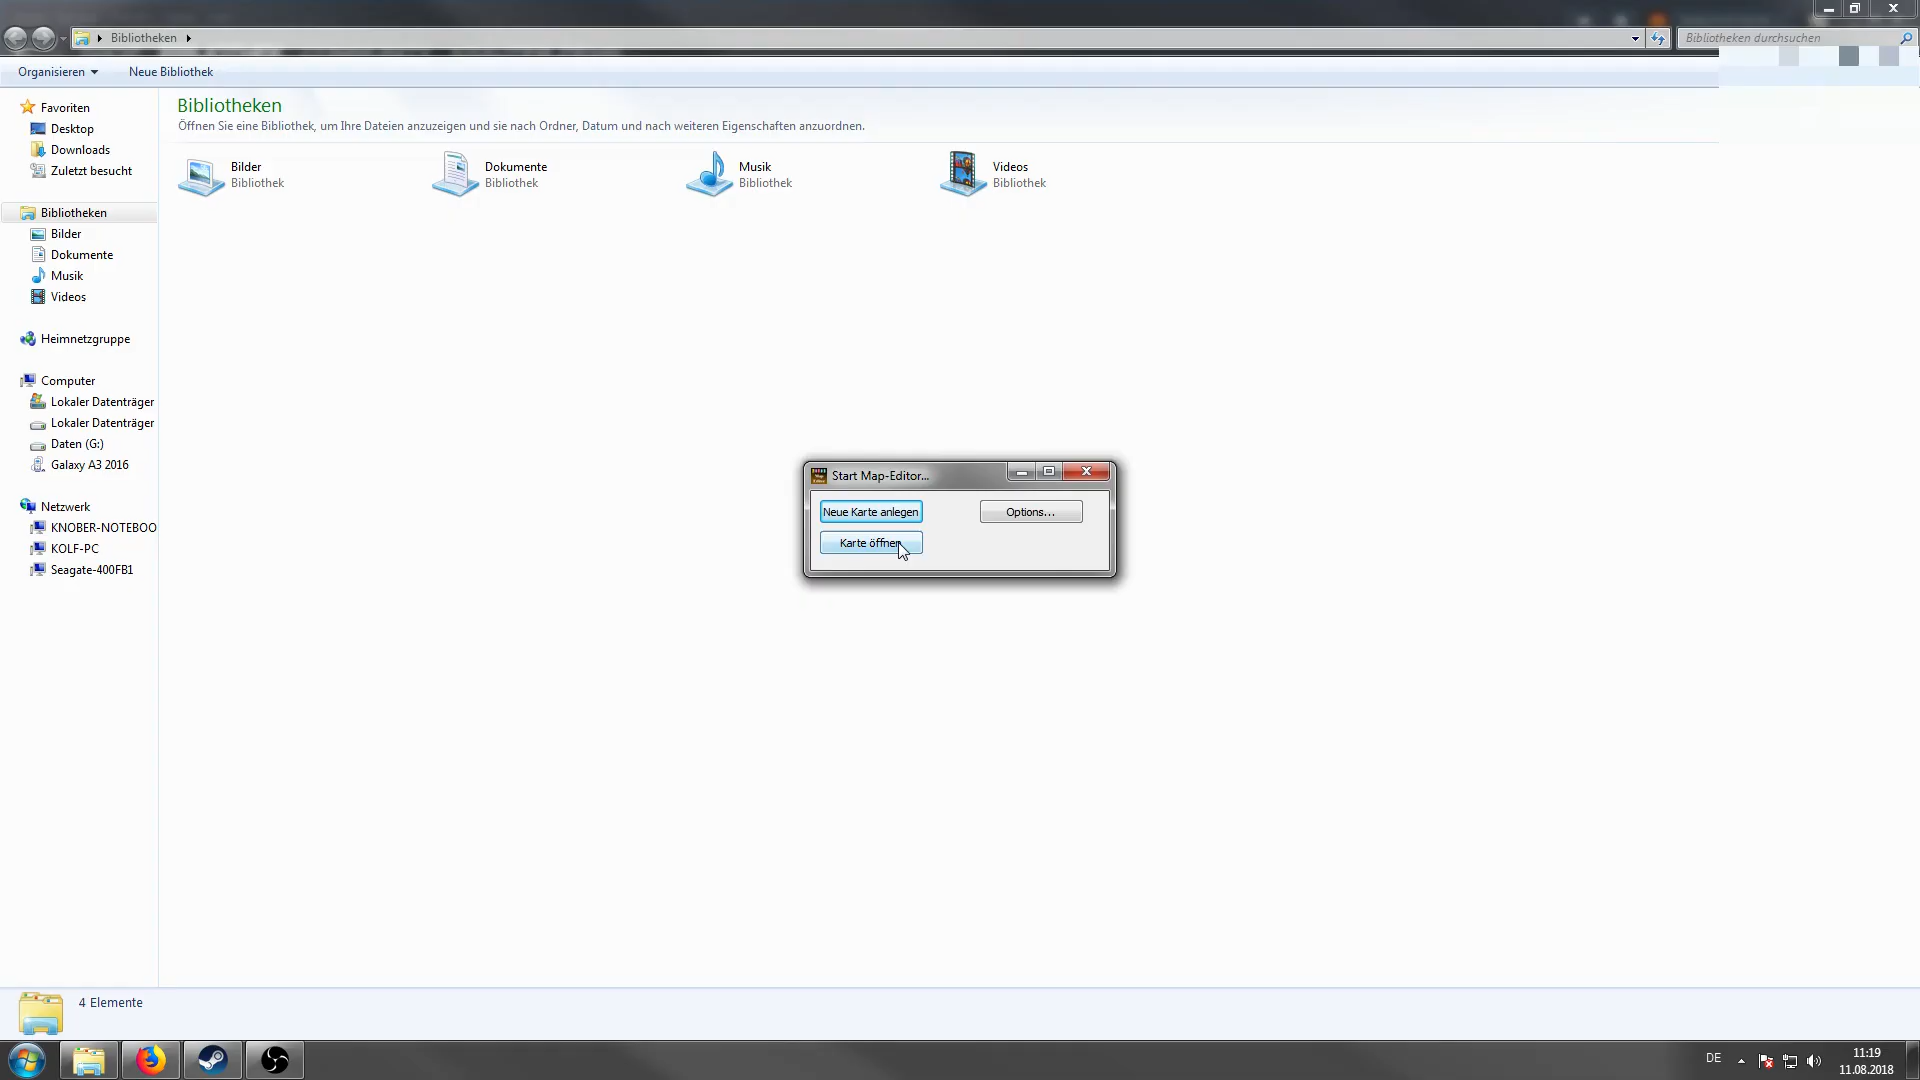 Bibliotheken
Bibliotheken durchsuchen
Organisieren
Neue Bibliothek
Favoriten
Desktop
Downloads
Zuletzt besucht
Bibliotheken
Bilder
Dokumente
Musik
Videos
Heimnetzgruppe
Computer
Lokaler Datenträger
Lokaler Datenträger
Daten (G:)
Galaxy A3 2016
Netzwerk
KNOBER-NOTEBOO
KOLF-PC
Seagate-400FB1
Bibliotheken
Öffnen Sie eine Bibliothek, um Ihre Dateien anzuzeigen und sie nach Ordner, Datum und nach weiteren Eigenschaften anzuordnen.
Bilder
Bibliothek
Dokumente
Bibliothek
Musik
Bibliothek
Videos
Bibliothek
Start Map-Editor...
Neue Karte anlegen
Options...
Karte öffnen
4 Elemente
DE
11:19
11.08.2018